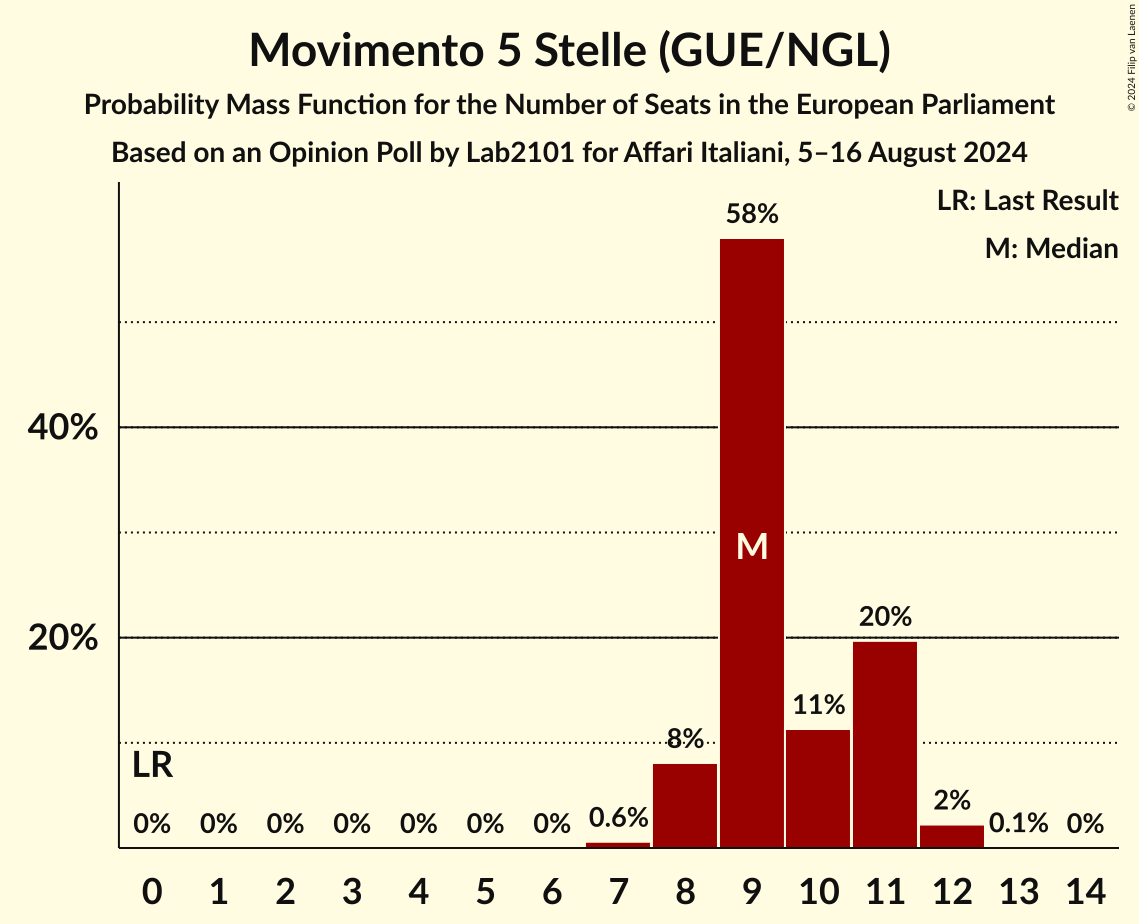 Movimento 5 Stelle (GUE/NGL)
Probability Mass Function for the Number of Seats in the European Parliament
Based on an Opinion Poll by Lab2101 for Affari Italiani, 5–16 August 2024
© 2024 Filip van Laenen
LR: Last Result
M: Median
58%
40%
M
20%
20%
11%
8%
LR
2%
0% 0% 0% 0% 0% 0% 0% 0.6% 0.1% 0%
0 1 2 3 4 5 6 7 8 9 10 11 12 13 14